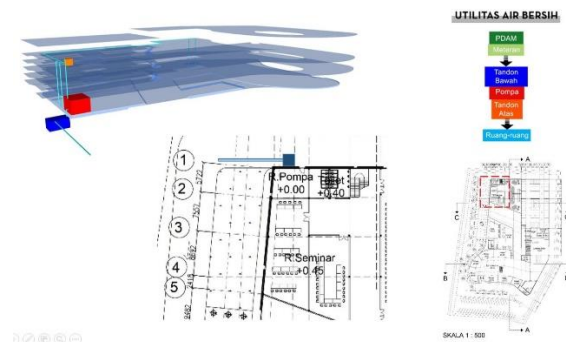 UTILITAS AIR BERSIH
PDAM
Meteran
Tandon
Bawah
Pompa
Tandon
Atas
Ruang-ruang
1
2
3
4
5
R.Pompa
+0.00
+0.40
R.Seminar
+0.45
A
C
B
A
SKALA 1 : 500